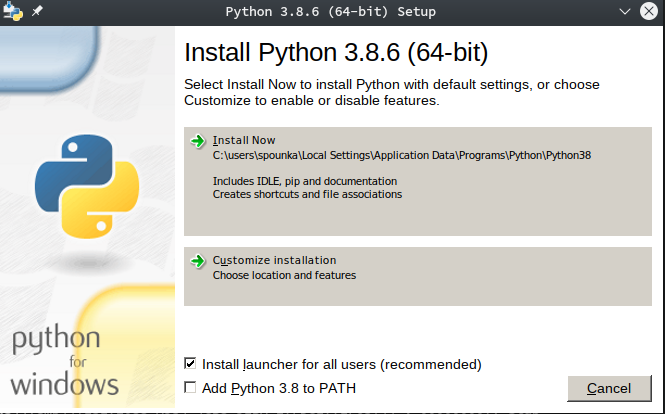 Python 3.8.6 (64-bit) Setup
Install Python 3.8.6 (64-bit)
Select Install Now to install Python with default settings, or choose
Customize to enable or disable features.
Install Now
C:\users\spounka\Local Settings\Application Data\Programs\Python\Python38
Includes IDLE, pip and documentation
Creates shortcuts and file associations
Customize installation
Choose location and features
python
for
windows
Install launcher for all users (recommended)
Add Python 3.8 to PATH
Cancel